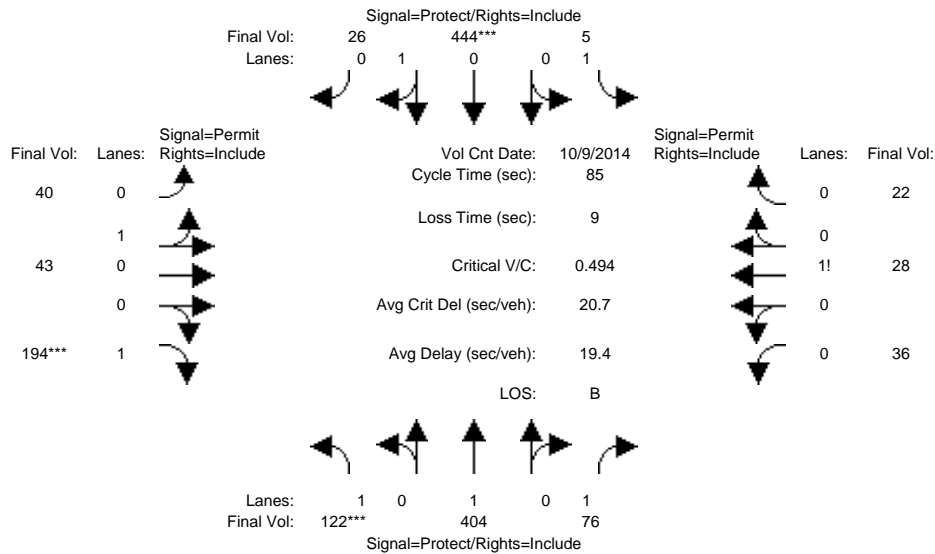 Signal=Protect/Rights=Include
Final Vol: 26 444*** 5
Lanes: 0 1 0 0 1
Signal=Permit
Final Vol: Lanes: Rights=Include
Vol Cnt Date: 10/9/2014
Signal=Permit
Rights=Include Lanes: Final Vol:
Cycle Time (sec): 85
40 0
0 22
Loss Time (sec): 9
1
0
43 0
Critical V/C: 0.494
1! 28
0
Avg Crit Del (sec/veh): 20.7
0
194*** 1
Avg Delay (sec/veh): 19.4
0 36
LOS: B
Lanes: 1 0 1 0 1
Final Vol: 122*** 404 76
Signal=Protect/Rights=Include